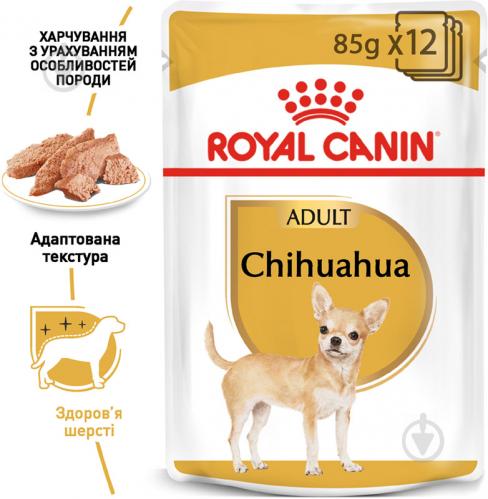 ХАРЧУВАННЯ
З УРАХУВАННЯМ
ОСОБЛИВОСТЕЙ
ПОРОДИ
Адаптована
текстура
Здоров'я
шерсті
85g x12
ROYAL CANIN®
ADULT
Chihuahua